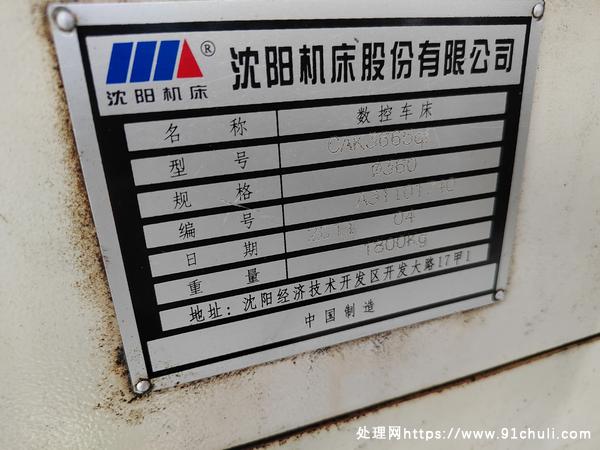 沈阳机床
®
沈阳机床股份有限公司
名称 数控车床
型号
规格 φ360
编号
日期 2011 04
重量 1800Kg
地址: 沈阳经济技术开发区开发大路17甲1
中国制造
处理网https://www.91chuli.com/